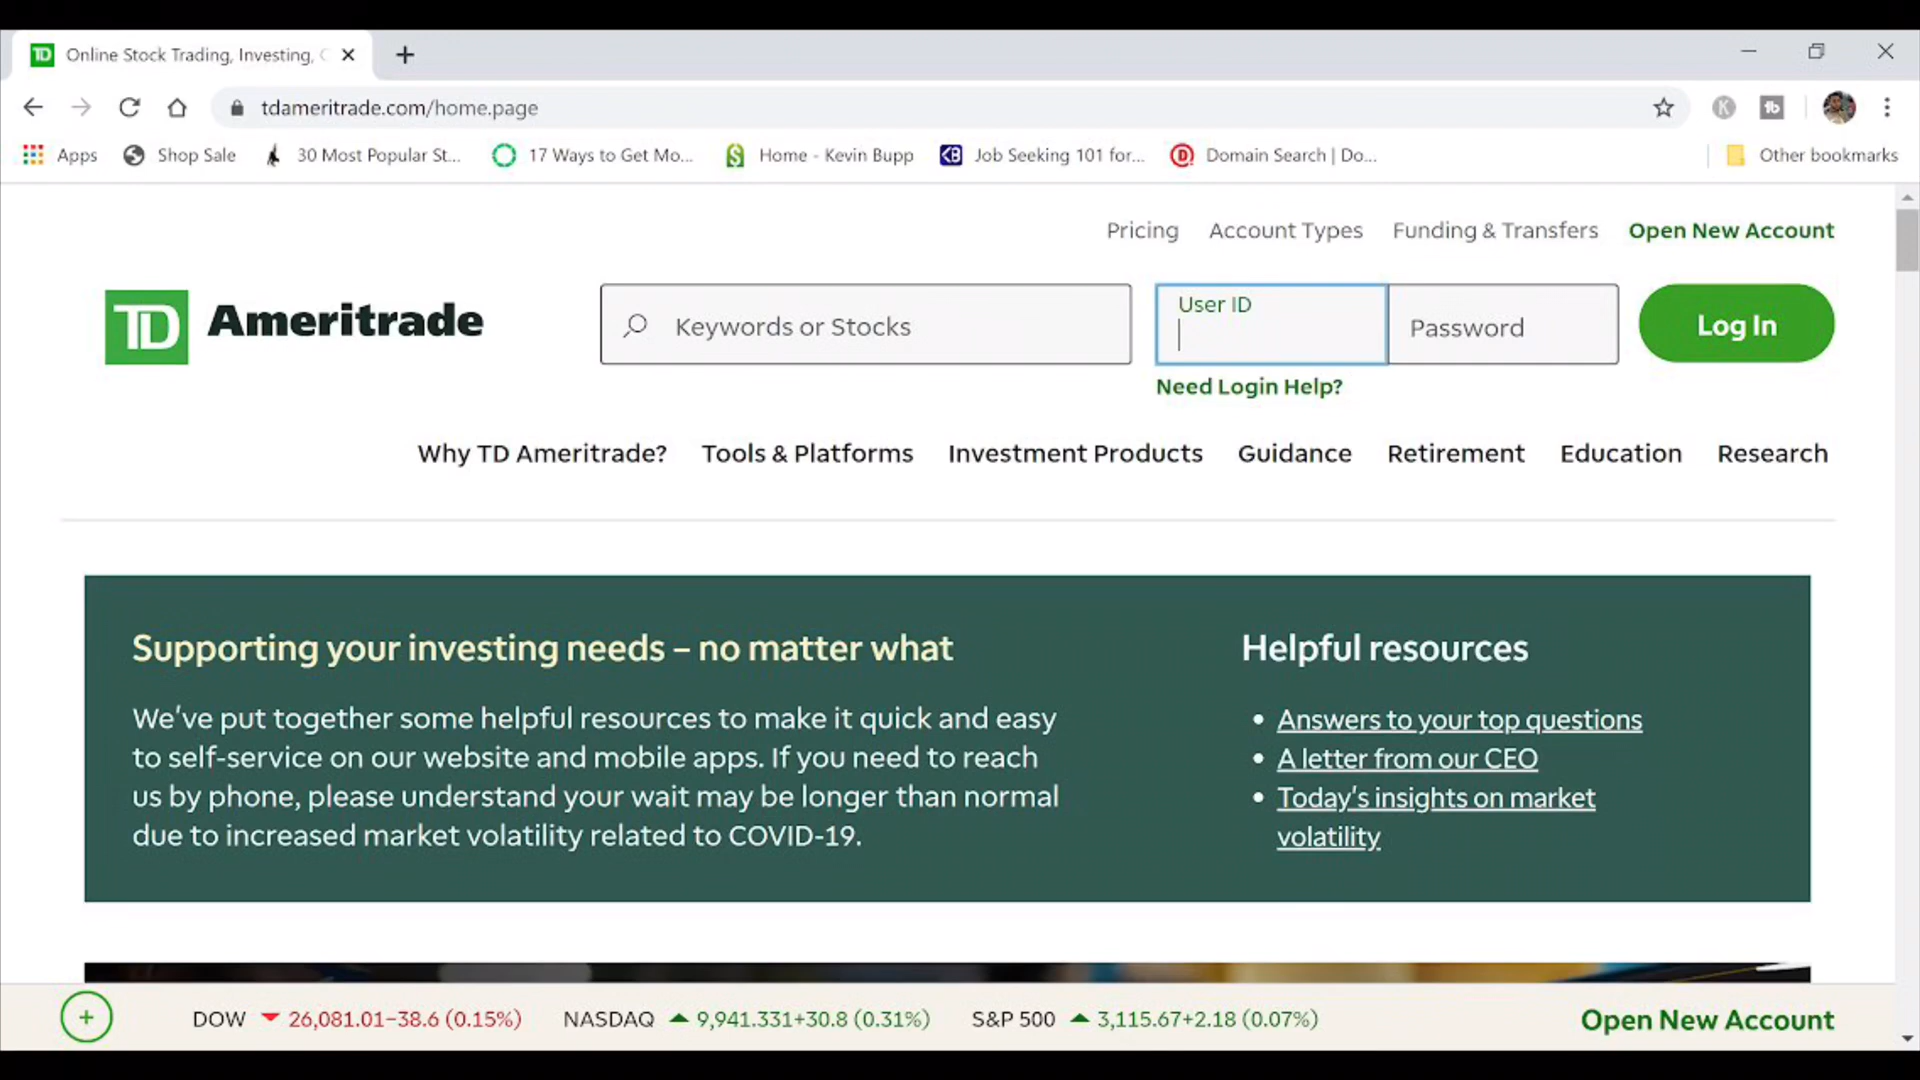 TD Online Stock Trading, Investing,
tdameritrade.com/home.page
K
tb
Apps
Shop Sale
30 Most Popular St...
17 Ways to Get Mo...
Home - Kevin Bupp
KB Job Seeking 101 for...
Domain Search | Do...
Other bookmarks
Pricing
Account Types
Funding & Transfers
Open New Account
TD Ameritrade
Keywords or Stocks
User ID
Password
Log In
Need Login Help?
Why TD Ameritrade?
Tools & Platforms
Investment Products
Guidance
Retirement
Education
Research
Supporting your investing needs – no matter what
We've put together some helpful resources to make it quick and easy
to self-service on our website and mobile apps. If you need to reach
us by phone, please understand your wait may be longer than normal
due to increased market volatility related to COVID-19.
Helpful resources
• Answers to your top questions
• A letter from our CEO
• Today's insights on market
volatility
DOW 26,081.01-38.6 (0.15%)
NASDAQ 9,941.331+30.8 (0.31%)
S&P 500 3,115.67+2.18 (0.07%)
Open New Account